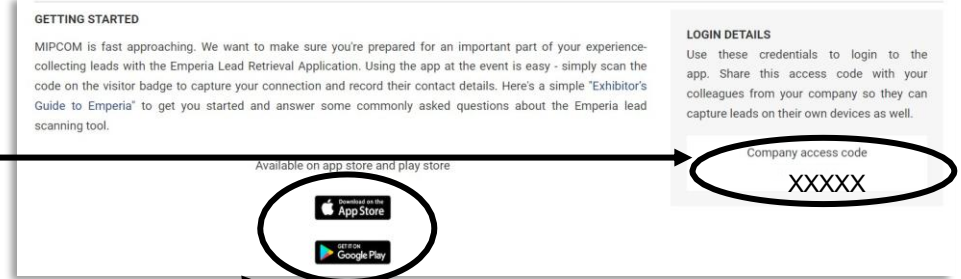 GETTING STARTED
MIPCOM is fast approaching. We want to make sure you're prepared for an important part of your experience-
collecting leads with the Emperia Lead Retrieval Application. Using the app at the event is easy - simply scan the
code on the visitor badge to capture your connection and record their contact details. Here's a simple "Exhibitor's
Guide to Emperia" to get you started and answer some commonly asked questions about the Emperia lead
scanning tool.
Available on app store and play store
Download on the
App Store
GET IT ON
Google Play
LOGIN DETAILS
Use these credentials to login to the
app. Share this access code with your
colleagues from your company so they can
capture leads on their own devices as well.
Company access code
XXXXX